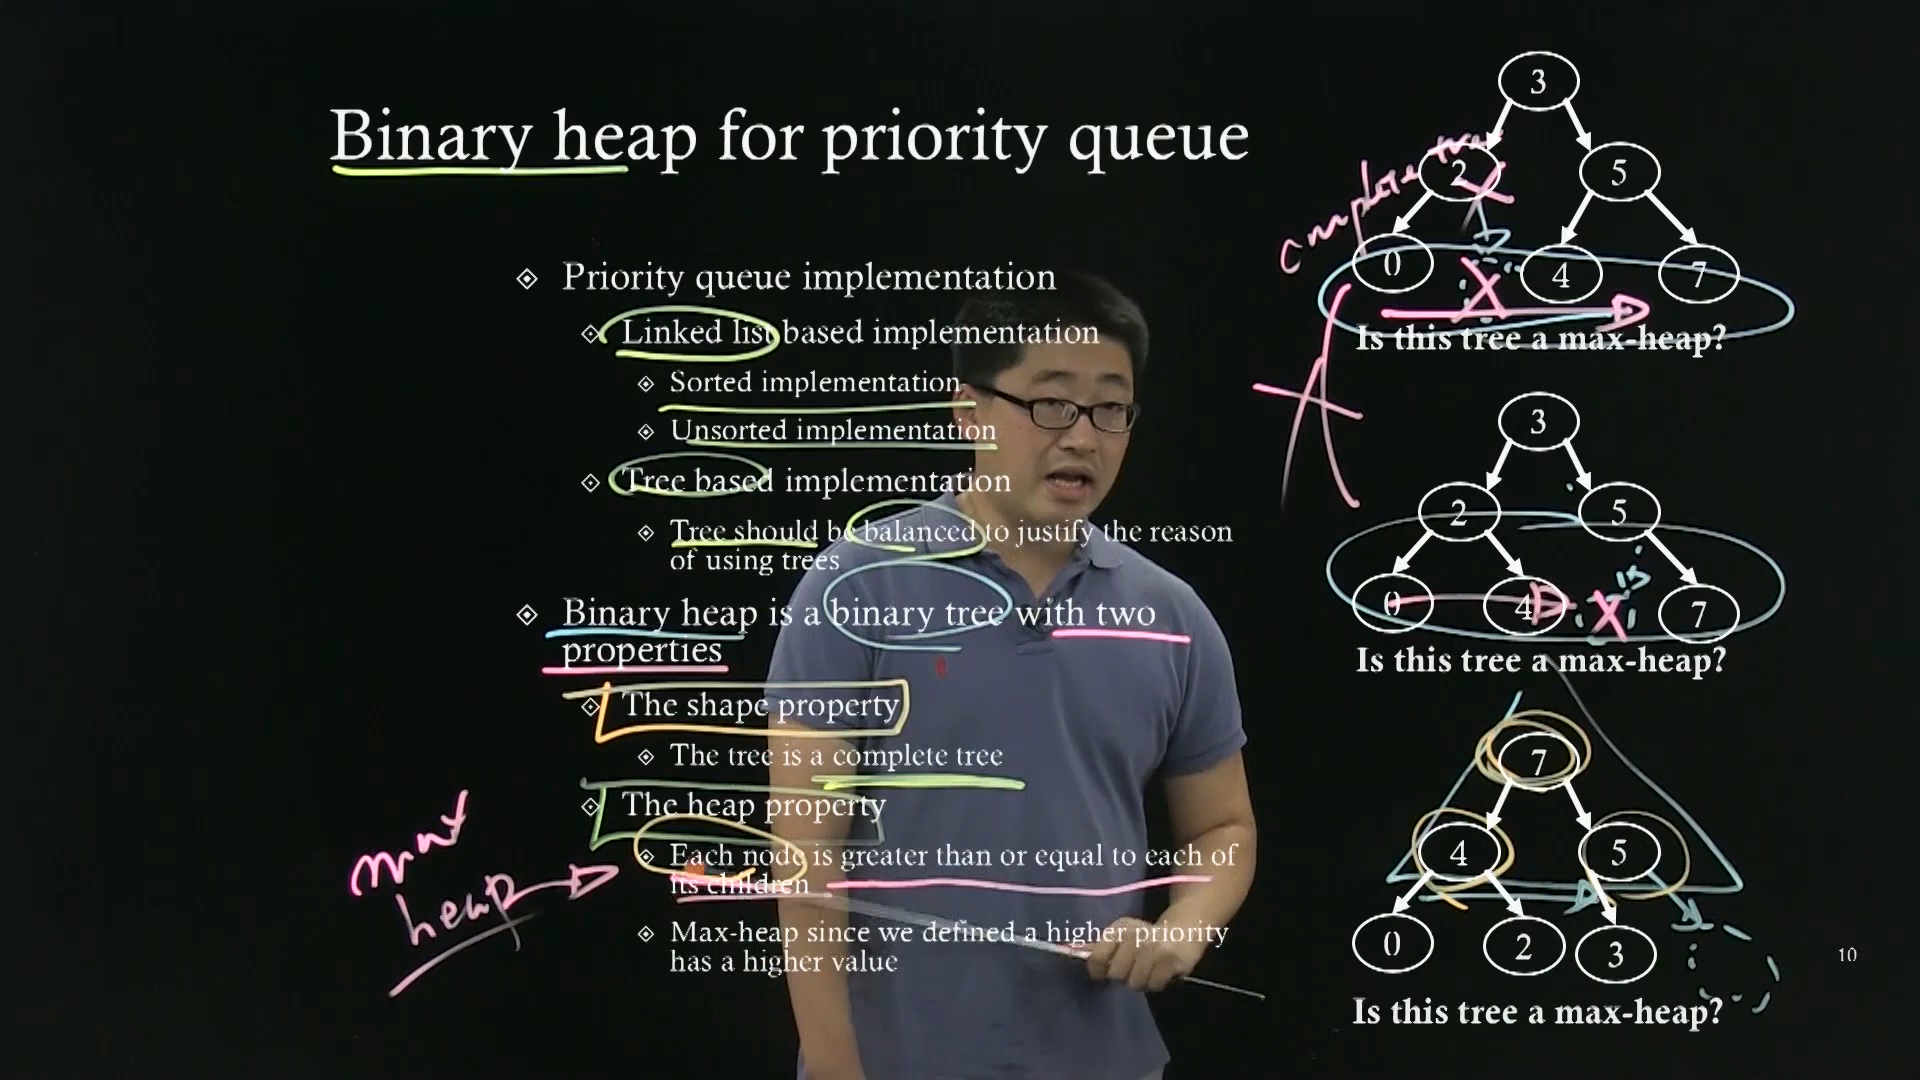 Binary heap for priority queue
Priority queue implementation
Linked list based implementation
Sorted implementation
Unsorted implementation
Tree based implementation
Tree should be balanced to justify the reason
of using trees
Binary heap is a binary tree with two
properties
The shape property
The tree is a complete tree
The heap property
Each node is greater than or equal to each of
its children
Max-heap since we defined a higher priority
has a higher value
max
heap
complete tree
3
2 5
0 4 7
Is this tree a max-heap?
3
2 5
0 4 7
Is this tree a max-heap?
7
4 5
0 2 3
Is this tree a max-heap?
10